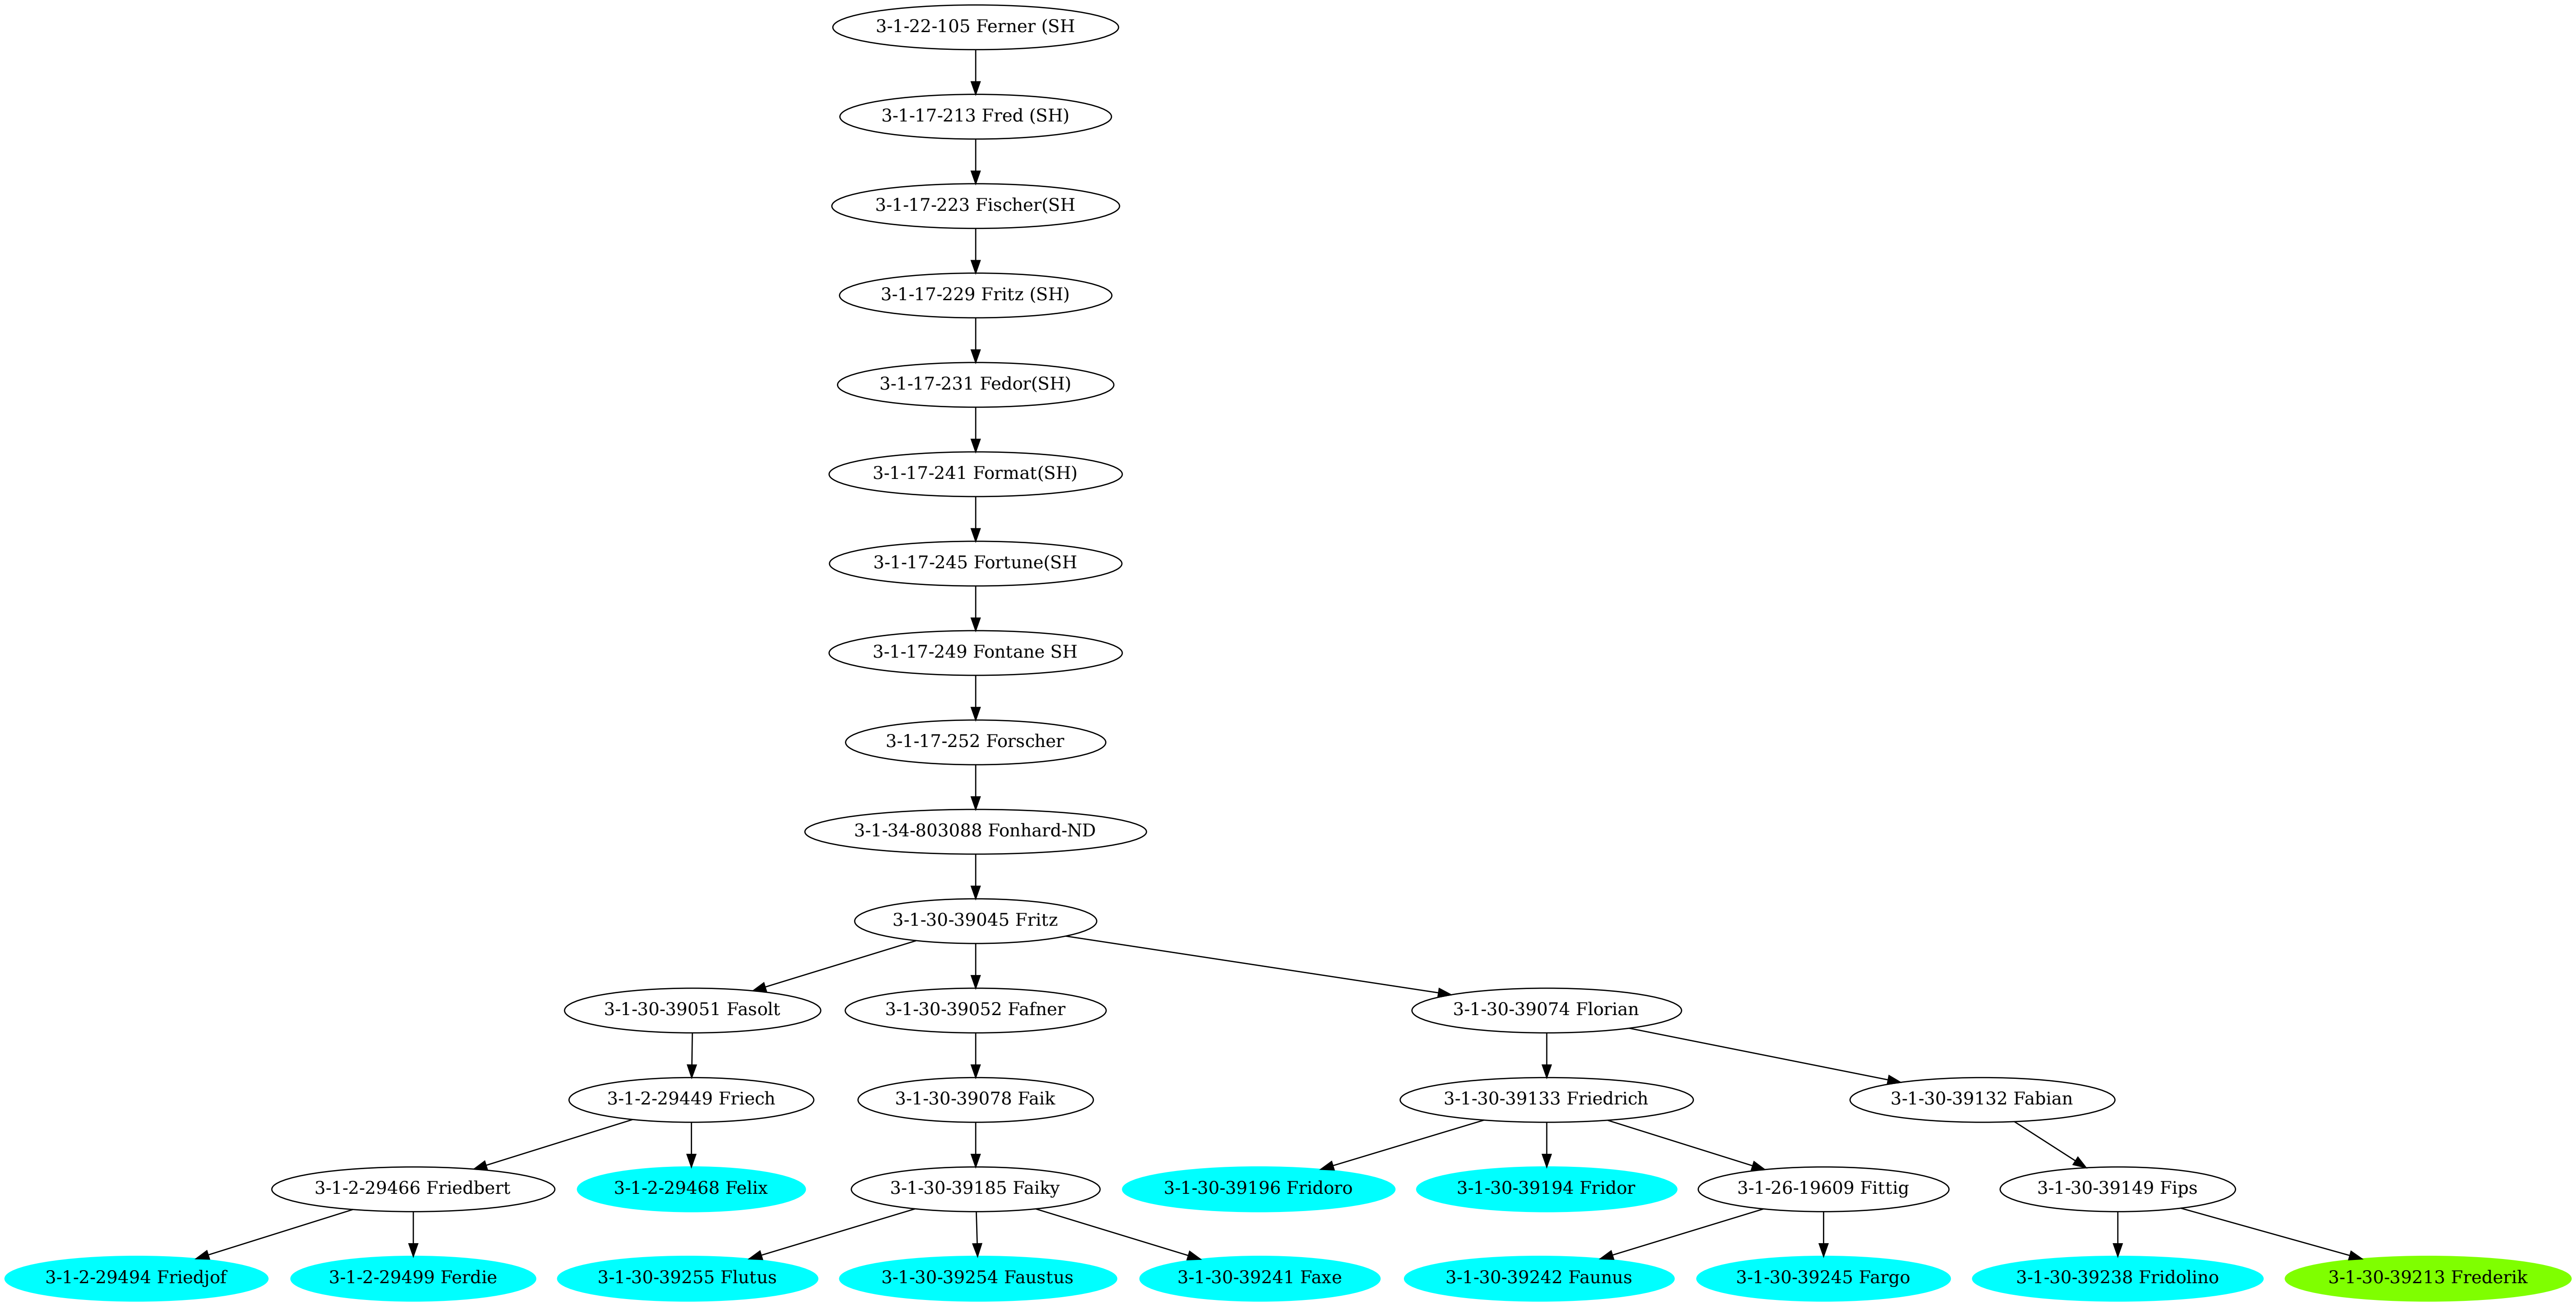 3-1-22-105 Ferner (SH
3-1-17-213 Fred (SH)
3-1-17-223 Fischer(SH
3-1-17-229 Fritz (SH)
3-1-17-231 Fedor(SH)
3-1-17-241 Format(SH)
3-1-17-245 Fortune(SH
3-1-17-249 Fontane SH
3-1-17-252 Forscher
3-1-34-803088 Fonhard-ND
3-1-30-39045 Fritz
3-1-30-39051 Fasolt
3-1-30-39052 Fafner
3-1-30-39074 Florian
3-1-2-29449 Friech
3-1-30-39078 Faik
3-1-30-39133 Friedrich
3-1-30-39132 Fabian
3-1-2-29466 Friedbert
3-1-2-29468 Felix
3-1-30-39185 Faiky
3-1-30-39196 Fridoro
3-1-30-39194 Fridor
3-1-26-19609 Fittig
3-1-30-39149 Fips
3-1-2-29494 Friedjof
3-1-2-29499 Ferdie
3-1-30-39255 Flutus
3-1-30-39254 Faustus
3-1-30-39241 Faxe
3-1-30-39242 Faunus
3-1-30-39245 Fargo
3-1-30-39238 Fridolino
3-1-30-39213 Frederik